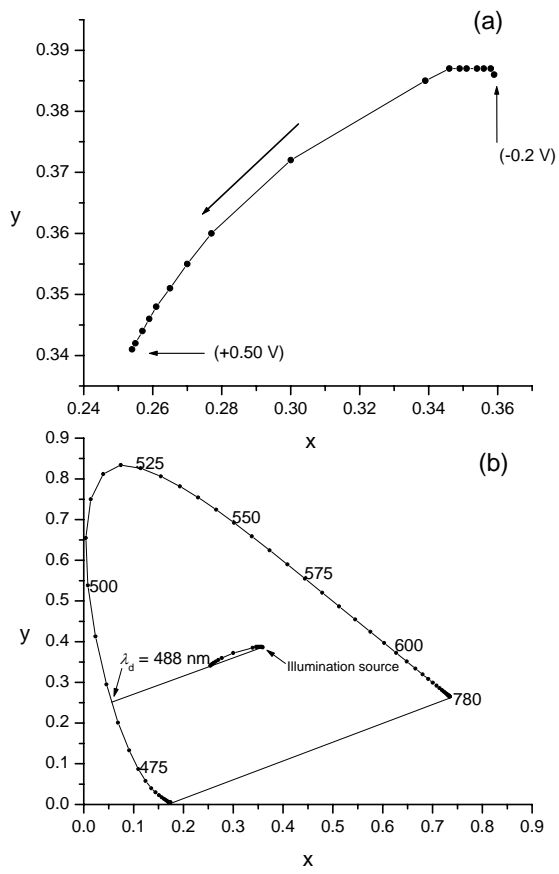 (a)
0.39
0.38
0.37
0.36
0.35
0.34
y
(-0.2 V)
(+0.50 V)
0.24 0.26 0.28 0.30 0.32 0.34 0.36
x
(b)
0.9
0.8
0.7
0.6
0.5
0.4
0.3
0.2
0.1
0.0
y
525
550
575
500
600
λd = 488 nm
Illumination source
780
475
0.0 0.1 0.2 0.3 0.4 0.5 0.6 0.7 0.8 0.9
x